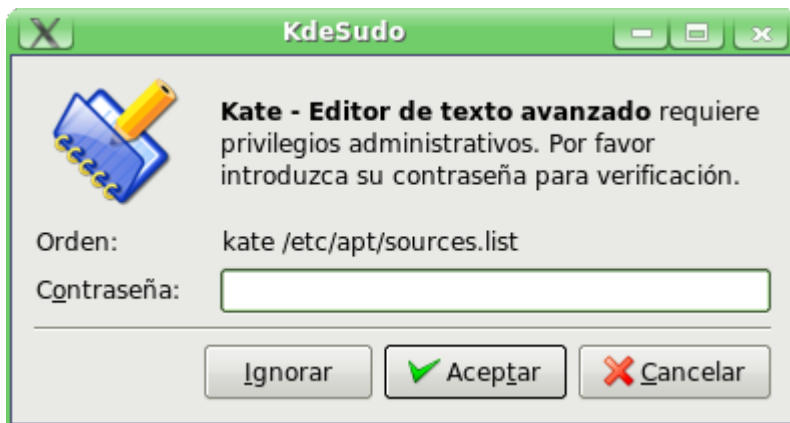 KdeSudo
Kate - Editor de texto avanzado requiere
privilegios administrativos. Por favor
introduzca su contraseña para verificación.
Orden: kate /etc/apt/sources.list
Contraseña:
Ignorar Aceptar Cancelar